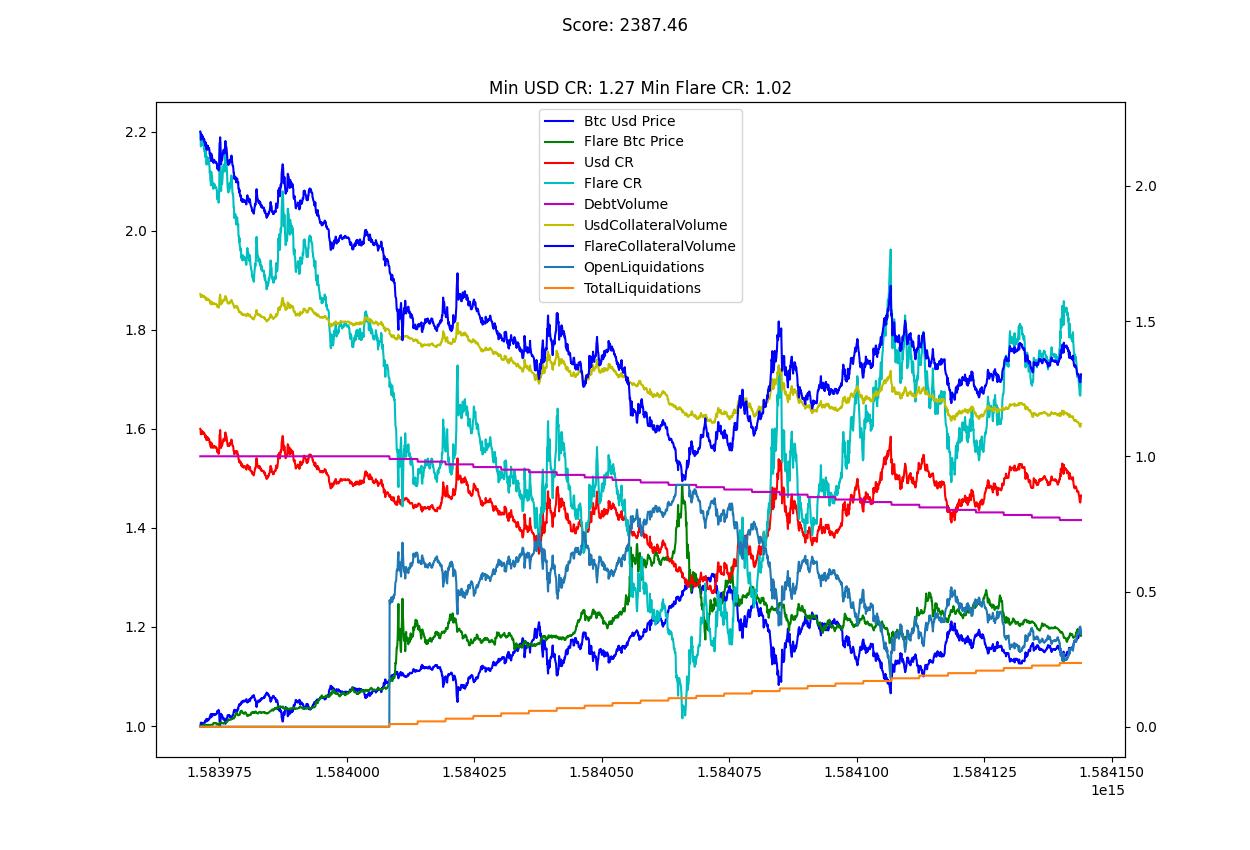 Score: 2387.46
Min USD CR: 1.27 Min Flare CR: 1.02
Btc Usd Price
Flare Btc Price
Usd CR
Flare CR
DebtVolume
UsdCollateralVolume
FlareCollateralVolume
OpenLiquidations
TotalLiquidations
2.2
2.0
1.8
1.6
1.4
1.2
1.0
2.0
1.5
1.0
0.5
0.0
1.583975
1.584000
1.584025
1.584050
1.584075
1.584100
1.584125
1.584150
1e15